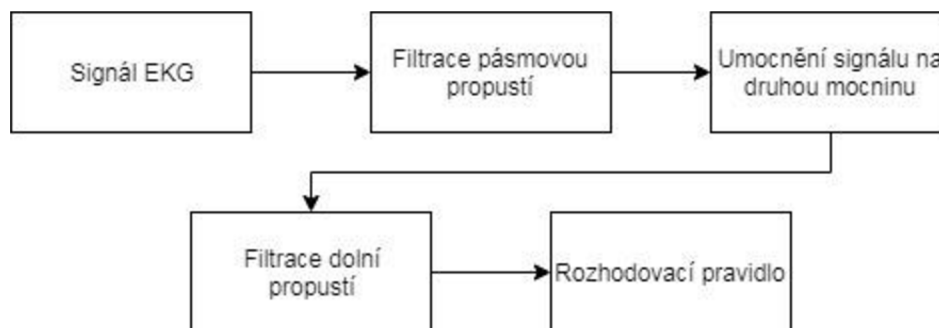 Signál EKG
Filtrace pásmovou
propustí
Umocnění signálu na
druhou mocninu
Filtrace dolní
propustí
Rozhodovací pravidlo